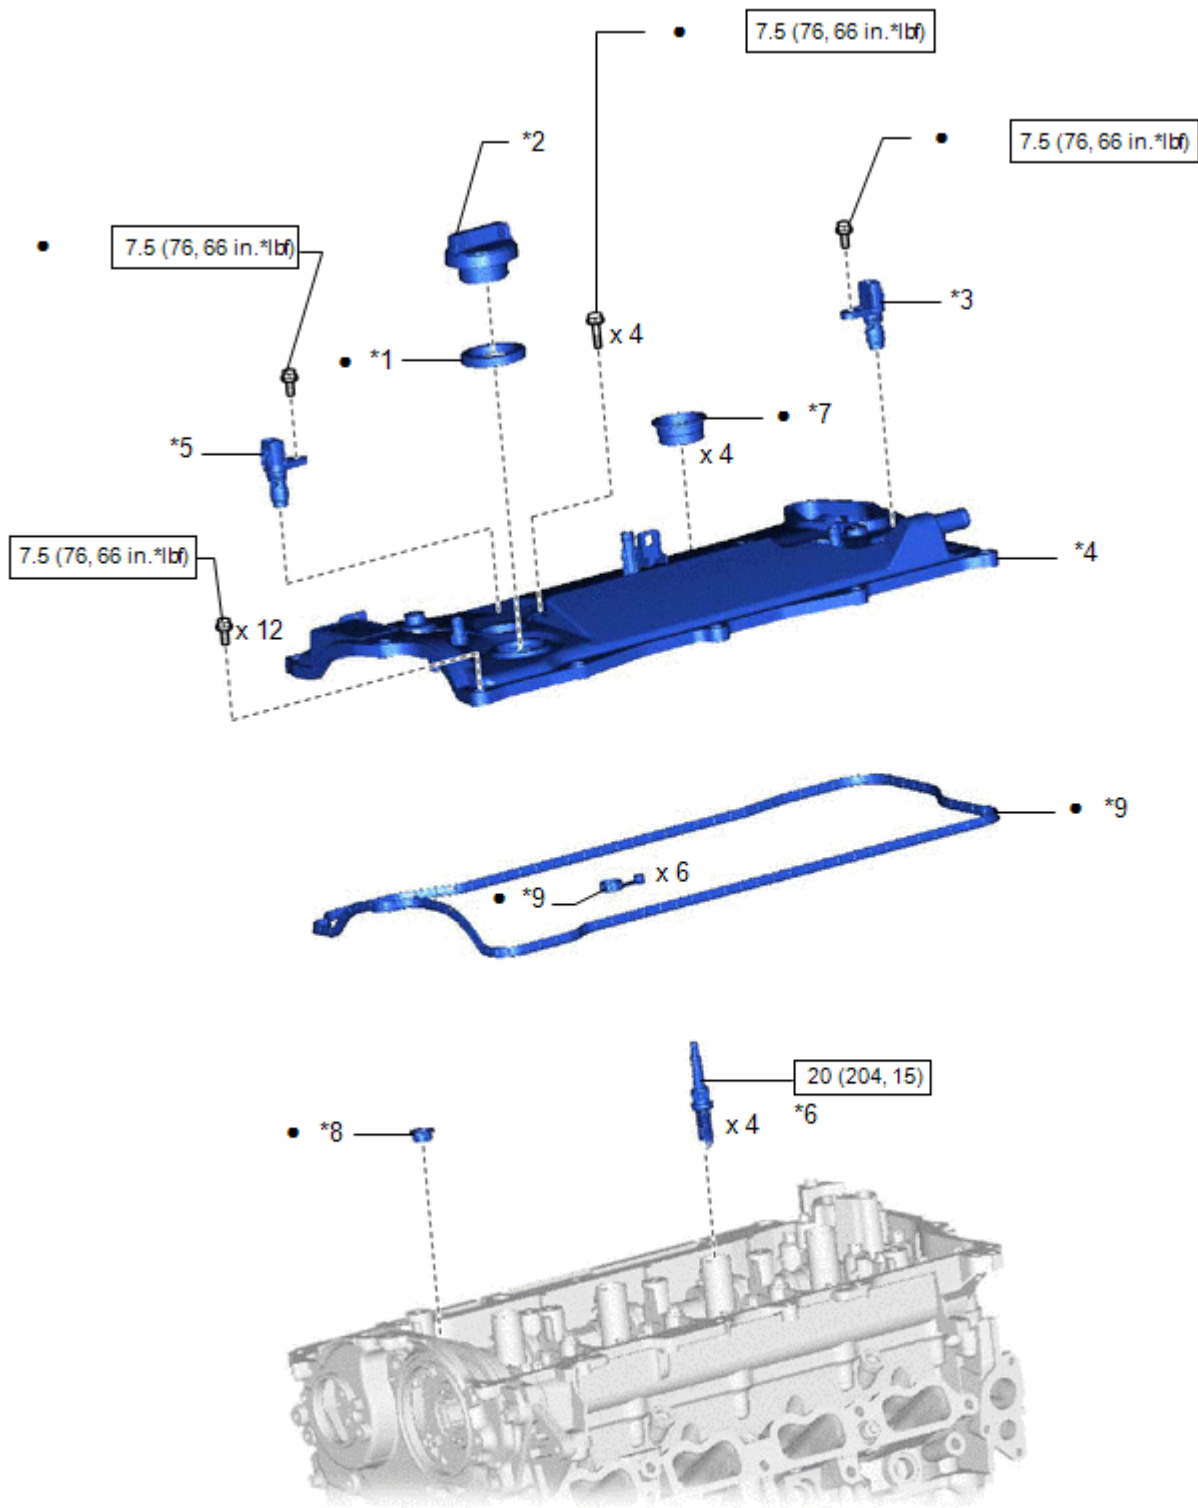 ● 7.5 (76, 66 in.*lbf)
● 7.5 (76, 66 in.*lbf)
*2
● 7.5 (76, 66 in.*lbf)
*3
x 4
● *1
● *7
x 4
*5
7.5 (76, 66 in.*lbf)
*4
x 12
● *9
x 6
● *9
20 (204, 15)
x 4 *6
● *8